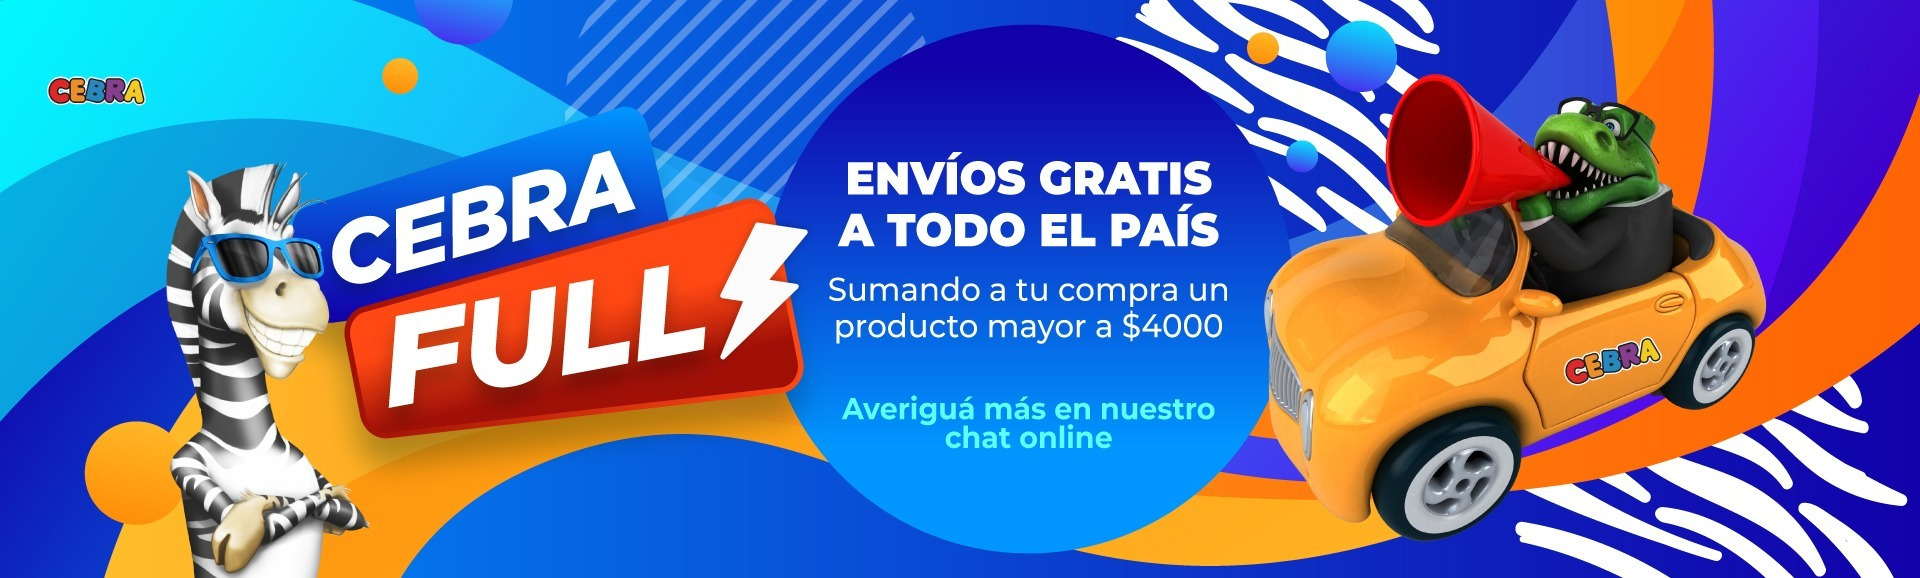 CEBRA
CEBRA
FULL
ENVÍOS GRATIS
A TODO EL PAÍS
Sumando a tu compra un
producto mayor a $4000
Averiguá más en nuestro
chat online
CEBRA